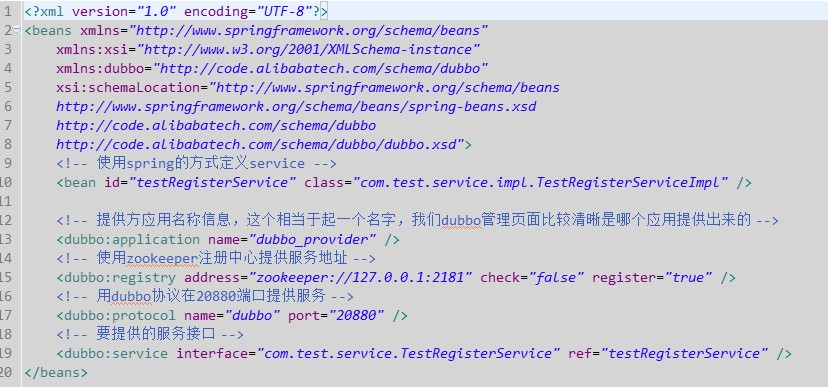 1 <?xml version="1.0" encoding="UTF-8"?>
2 <beans xmlns="http://www.springframework.org/schema/beans"
3 xmlns:xsi="http://www.w3.org/2001/XMLSchema-instance"
4 xmlns:dubbo="http://code.alibabatech.com/schema/dubbo"
5 xsi:schemaLocation="http://www.springframework.org/schema/beans
6 http://www.springframework.org/schema/beans/spring-beans.xsd
7 http://code.alibabatech.com/schema/dubbo
8 http://code.alibabatech.com/schema/dubbo/dubbo.xsd">
9 <!-- 使用spring的方式定义service -->
10 <bean id="testRegisterService" class="com.test.service.impl.TestRegisterServiceImpl" />
11
12 <!-- 提供方应用名称信息，这个相当于起一个名字，我们dubbo管理页面比较清晰是哪个应用提供出来的 -->
13 <dubbo:application name="dubbo_provider" />
14 <!-- 使用zookeeper注册中心提供服务地址 -->
15 <dubbo:registry address="zookeeper://127.0.0.1:2181" check="false" register="true" />
16 <!-- 用dubbo协议在20880端口提供服务 -->
17 <dubbo:protocol name="dubbo" port="20880" />
18 <!-- 要提供的服务接口 -->
19 <dubbo:service interface="com.test.service.TestRegisterService" ref="testRegisterService" />
20 </beans>